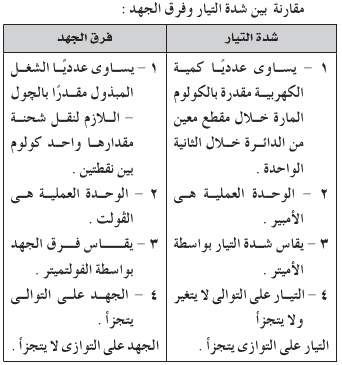 مقارنة بين شدة التيار وفرق الجهد :
شدة التيار
١ – يساوى عدديًا كمية
الكهربية مقدرة بالكولوم
المارة خلال مقطع معين
من الدائرة خلال الثانية
الواحدة .
٢ – الوحدة العملية هى
الأمبير .
٣ – يقاس شدة التيار بواسطة
الأميتر .
٤ – التيار على التوالى لا يتغير
ولا يتجزأ
التيار على التوازى يتجزأ .
فرق الجهد
١ – يساوى عدديًا الشغل
المبذول مقدرًا بالچول
– اللازم لنقل شحنة
مقدارها واحد كولوم
بين نقطتين .
٢ – الوحدة العملية هى
الڤولت .
٣ – يقاس فرق الجهد
بواسطة الفولتميتر .
٤ – الجهد على التوالى
يتجزأ .
الجهد على التوازى لا يتجزأ .